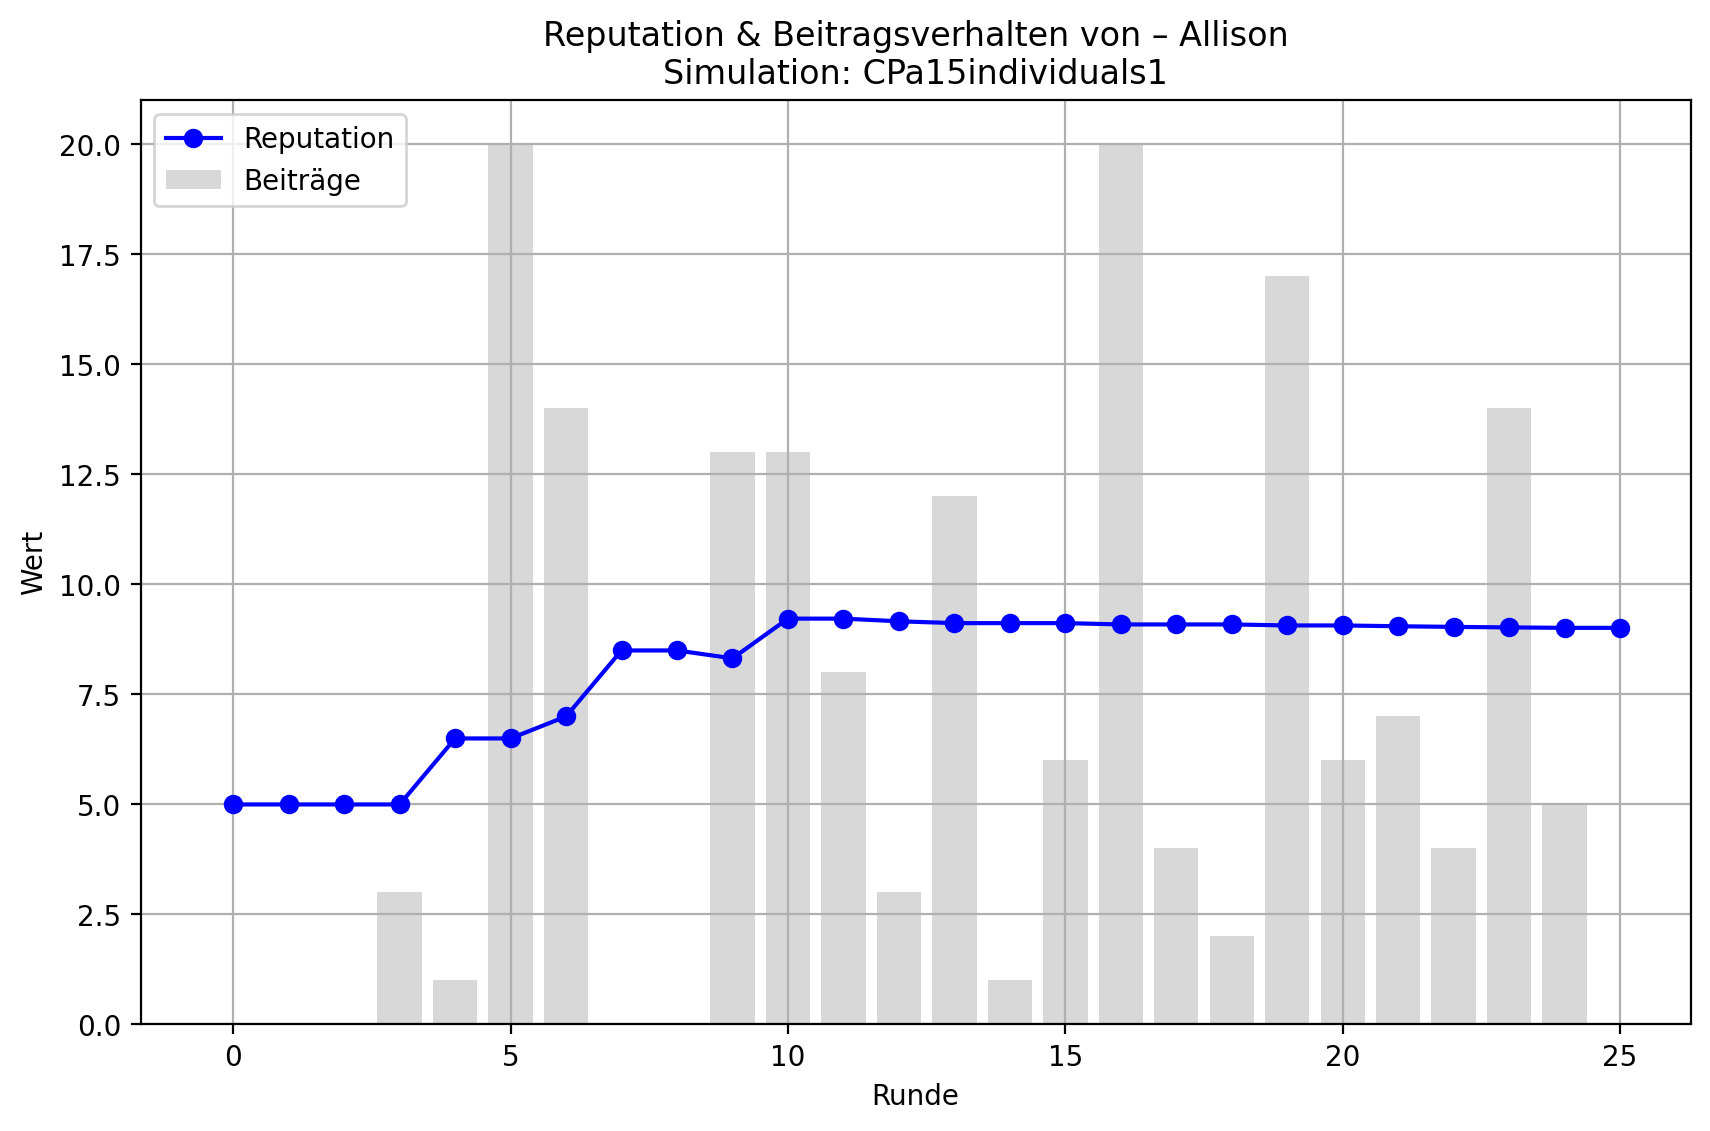 Reputation & Beitragsverhalten von – Allison
Simulation: CPa15individuals1
Reputation
Beiträge
20.0
17.5
15.0
12.5
10.0
7.5
5.0
2.5
0.0
Wert
0 5 10 15 20 25
Runde